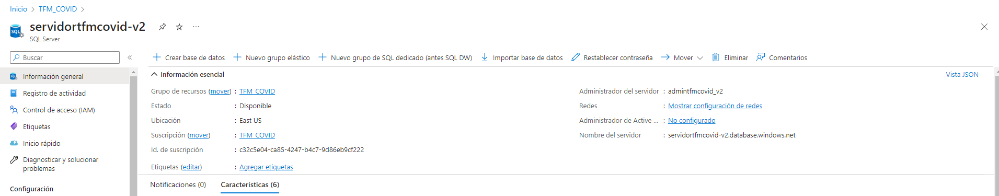 Inicio > TFM_COVID >
servidortfmcovid-v2
SQL Server
Buscar
Información general
Registro de actividad
Control de acceso (IAM)
Etiquetas
Inicio rápido
Diagnosticar y solucionar
problemas
Configuración
Crear base de datos Nuevo grupo elástico Nuevo grupo de SQL dedicado (antes SQL DW) Importar base de datos Restablecer contraseña Mover Eliminar Comentarios
Información esencial Vista JSON
Grupo de recursos (mover) : TFM_COVID
Estado : Disponible
Ubicación : East US
Suscripción (mover) : TFM_COVID
Id. de suscripción : c32c5e04-ca85-4247-b4c7-9d86eb9cf222
Etiquetas (editar) : Agregar etiquetas
Administrador del servidor : admintfmcovid_v2
Redes : Mostrar configuración de redes
Administrador de Active ... : No configurado
Nombre del servidor : servidortfmcovid-v2.database.windows.net
Notificaciones (0) Características (6)